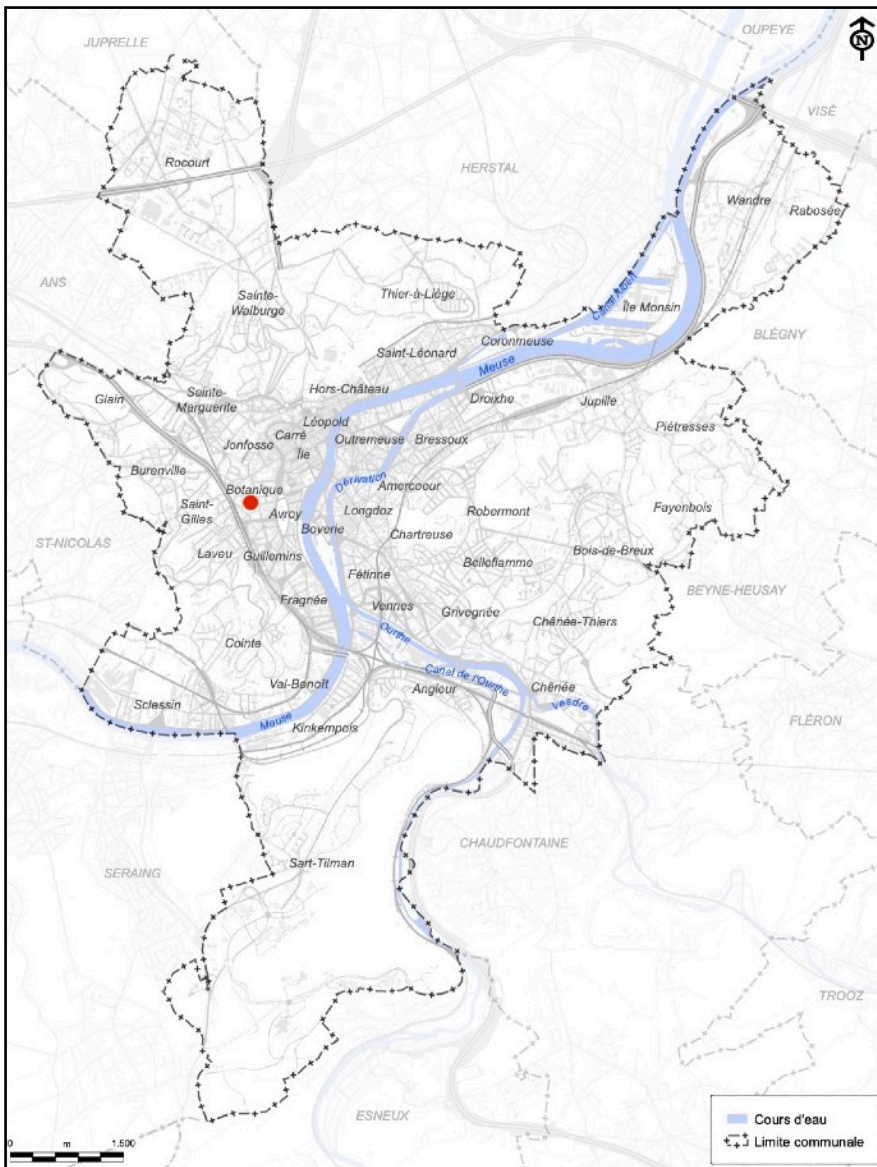 JUPRELLE
OUPEYE
N
VISÉ
Rocourt
HERSTAL
Wandre
Rabosée
ANS
Sainte-
Walburge
Thier-à-Liège
Canal Albert
Île Monsin
Coronmeuse
Saint-Léonard
Meuse
BLÉGNY
Glain
Sainte-
Marguerite
Hors-Château
Droixhe
Jupille
Léopold
Carré
Jonfosse
Outremeuse
Bressoux
Piétresses
Île
Burenville
Botanique
Dérivation
Amercoeur
Saint-
Gilles
Avroy
Longdoz
Robermont
Fayenbois
Boverie
Chartreuse
ST-NICOLAS
Laveu
Guillemins
Bois-de-Breux
Belleflamme
Fétinne
BEYNE-HEUSAY
Fragnée
Vennes
Grivegnée
Chênée-Thiers
Cointe
Ourthe
Val-Benoît
Canal de l'Ourthe
Angleur
Chênée
Vesdre
Sclessin
Meuse
Kinkempois
FLÉRON
CHAUDFONTAINE
SERAING
Sart-Tilman
TROOZ
ESNEUX
Cours d'eau
Limite communale
0 m 1.500